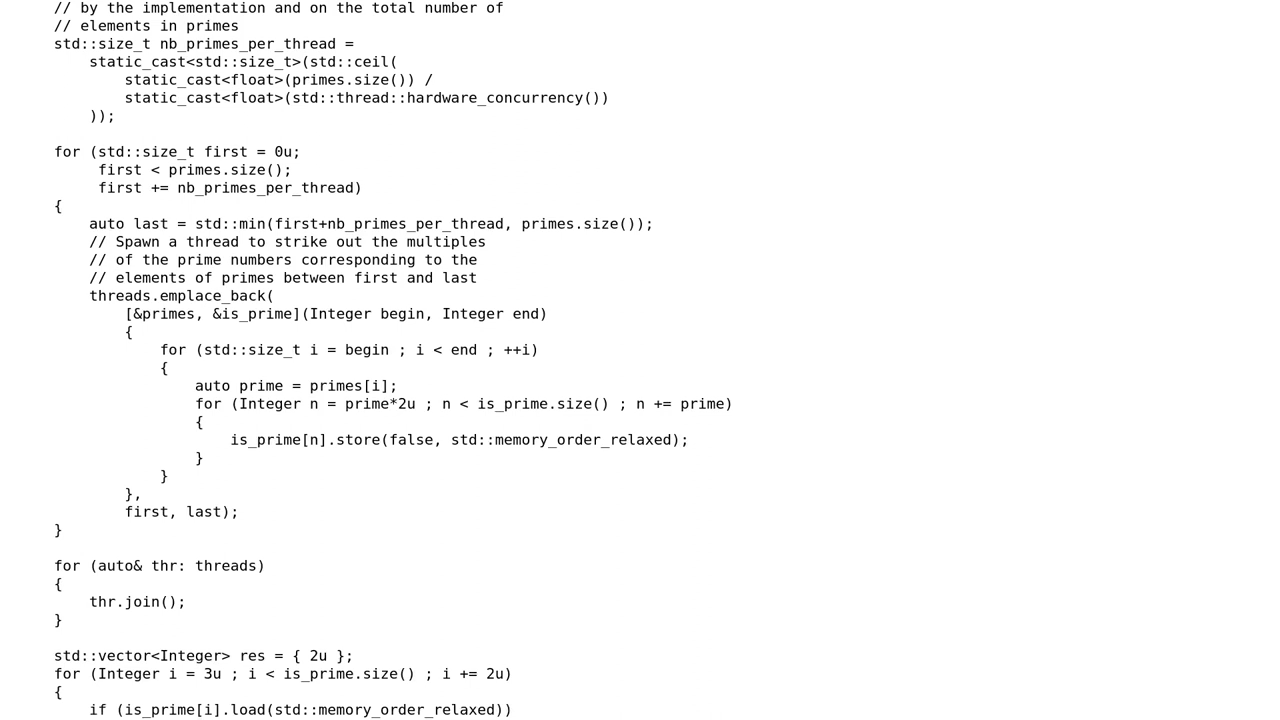 // by the implementation and on the total number of
// elements in primes
std::size_t nb_primes_per_thread =
    static_cast<std::size_t>(std::ceil(
        static_cast<float>(primes.size()) /
        static_cast<float>(std::thread::hardware_concurrency())
    ));

for (std::size_t first = 0u;
     first < primes.size();
     first += nb_primes_per_thread)
{
    auto last = std::min(first+nb_primes_per_thread, primes.size());
    // Spawn a thread to strike out the multiples
    // of the prime numbers corresponding to the
    // elements of primes between first and last
    threads.emplace_back(
        [&primes, &is_prime](Integer begin, Integer end)
        {
            for (std::size_t i = begin ; i < end ; ++i)
            {
                auto prime = primes[i];
                for (Integer n = prime*2u ; n < is_prime.size() ; n += prime)
                {
                    is_prime[n].store(false, std::memory_order_relaxed);
                }
            }
        },
        first, last);
}

for (auto& thr: threads)
{
    thr.join();
}

std::vector<Integer> res = { 2u };
for (Integer i = 3u ; i < is_prime.size() ; i += 2u)
{
    if (is_prime[i].load(std::memory_order_relaxed))